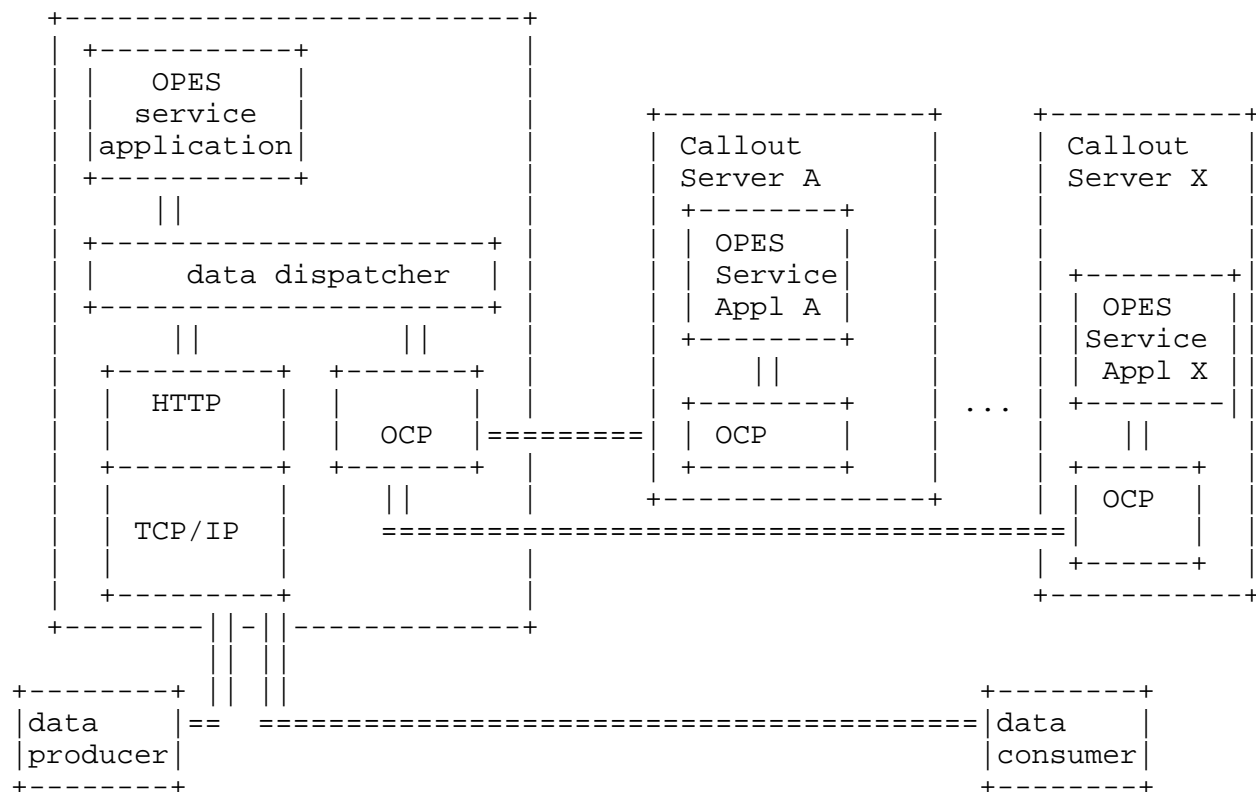 OPES
service
application
data dispatcher
HTTP
OCP
TCP/IP
Callout
Server A
OPES
Service
Appl A
OCP
...
Callout
Server X
OPES
Service
Appl X
OCP
data
producer
data
consumer